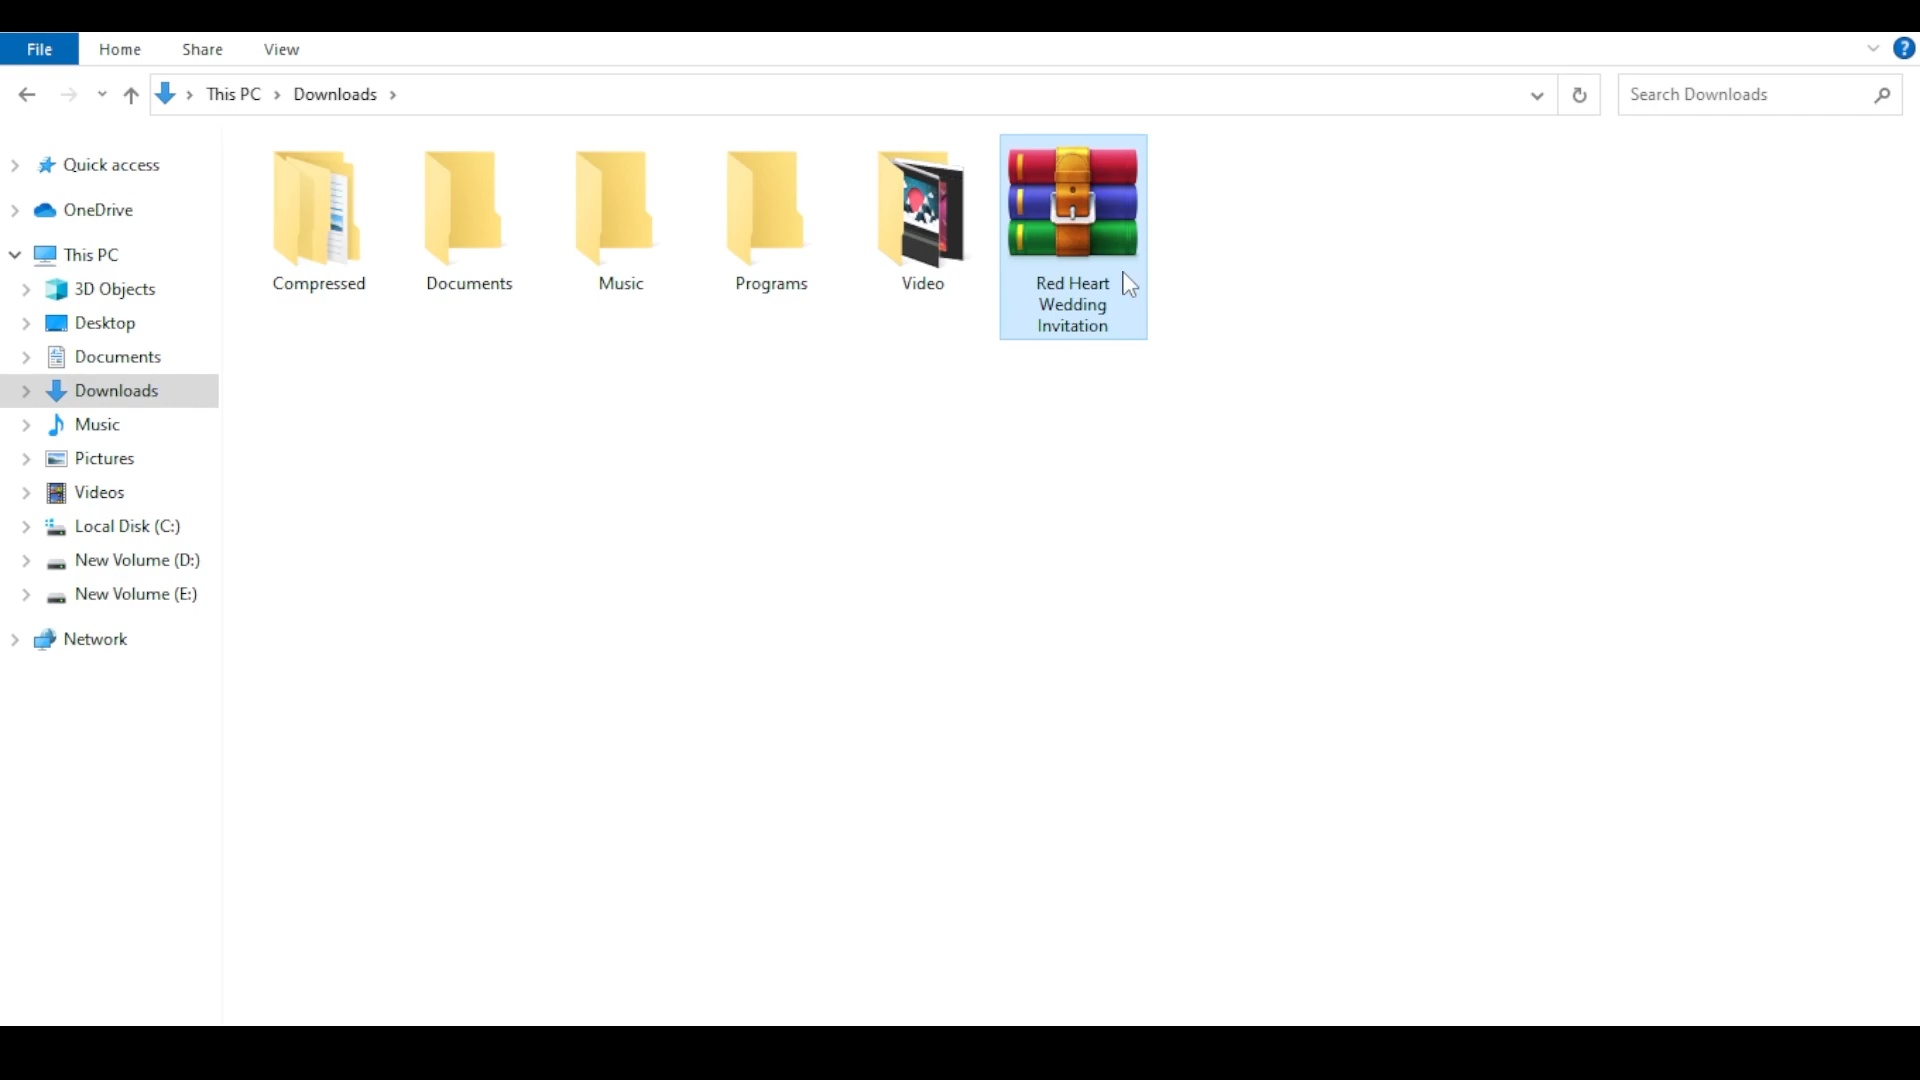 File Home Share View ?
This PC Downloads Search Downloads
Quick access
OneDrive
This PC
3D Objects
Desktop
Documents
Downloads
Music
Pictures
Videos
Local Disk (C:)
New Volume (D:)
New Volume (E:)
Network
Compressed
Documents
Music
Programs
Video
Red Heart
Wedding
Invitation